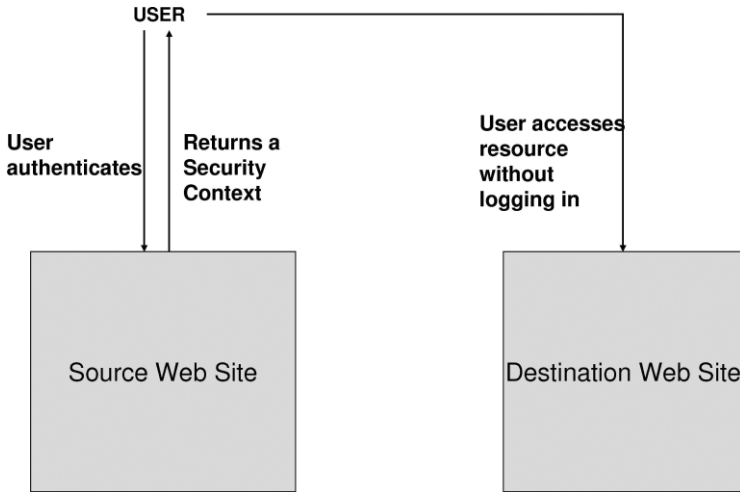 USER
User
authenticates
Returns a
Security
Context
User accesses
resource
without
logging in
Source Web Site
Destination Web Site